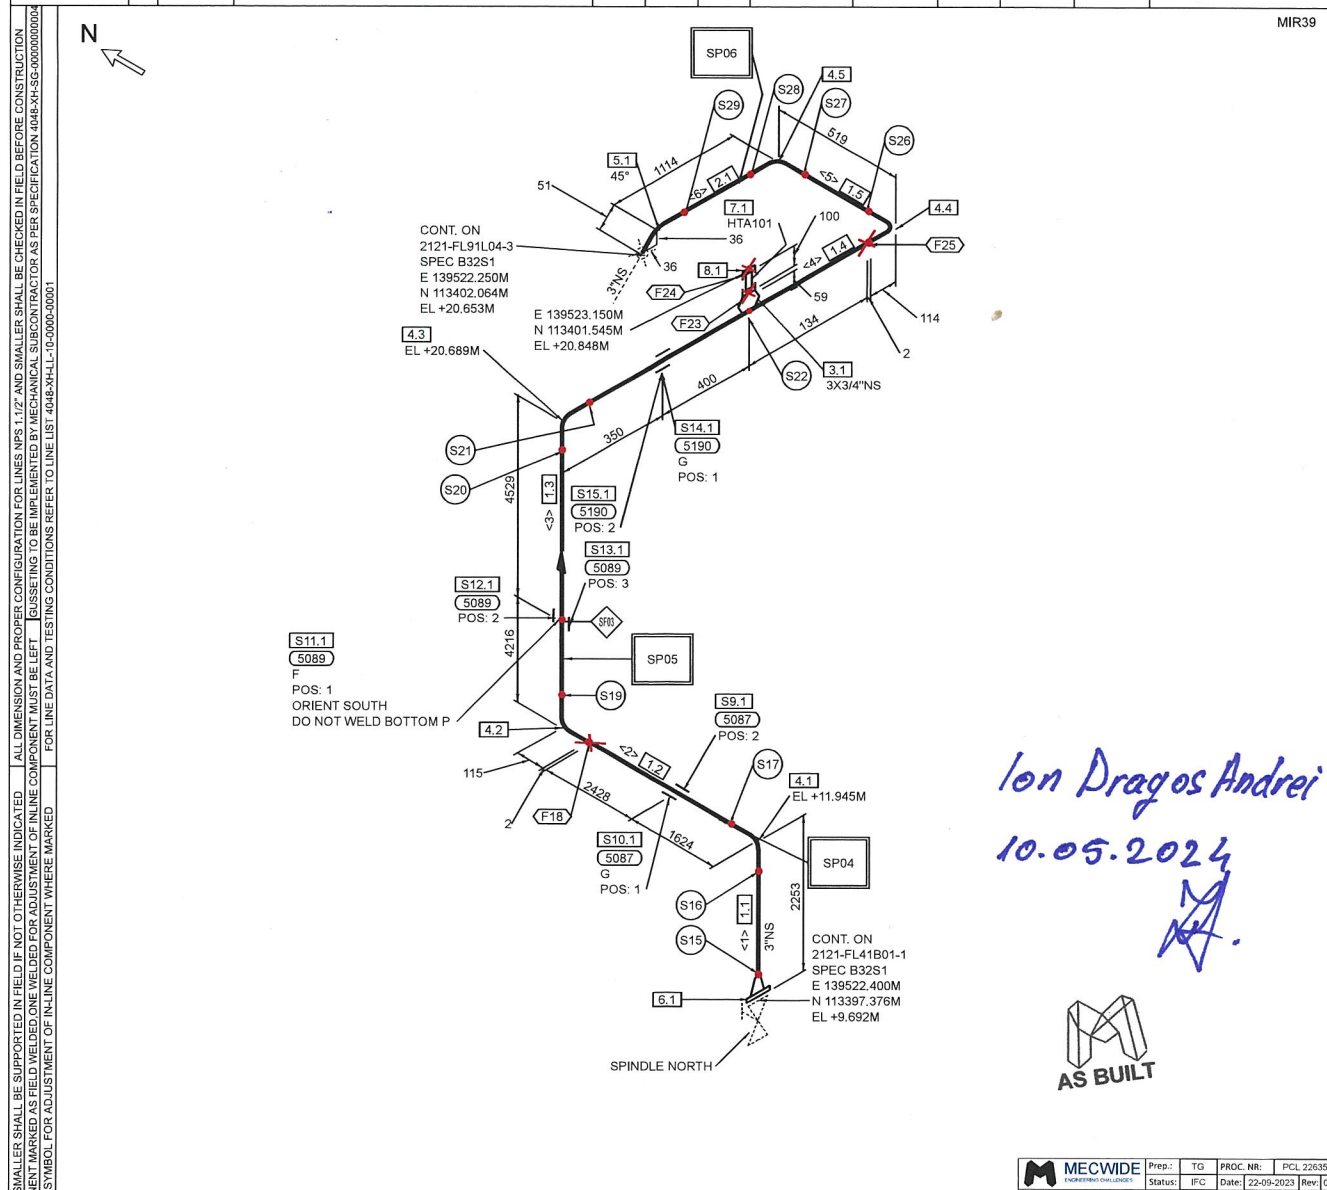 MIR39
N
SP06
4.5
S28
S29
S27
519
S26
1114
5.1
45°
51
<6>
2.1
<5>
1.5
7.1
HTA101
100
4.4
F25
CONT. ON
2121-FL91L04-3
SPEC B32S1
E 139522.250M
N 113402.064M
EL +20.653M
36
36
3"NS
8.1
<4>
1.4
F24
59
E 139523.150M
N 113401.545M
EL +20.848M
F23
134
114
2
4.3
EL +20.689M
S22
3.1
3X3/4"NS
400
350
S14.1
5190
G
POS: 1
S21
S20
4529
1.3
<3>
S15.1
5190
POS: 2
S13.1
5089
POS: 3
S12.1
5089
POS: 2
SF03
4216
SP05
S11.1
5089
F
POS: 1
ORIENT SOUTH
DO NOT WELD BOTTOM P
S19
4.2
S9.1
5087
POS: 2
<2>
1.2
S17
115
2428
4.1
EL +11.945M
2
F18
1624
S10.1
5087
G
POS: 1
SP04
2253
S16
1.1
<1>
3"NS
S15
CONT. ON
2121-FL41B01-1
SPEC B32S1
E 139522.400M
N 113397.376M
EL +9.692M
6.1
SPINDLE NORTH
Ion Dragos Andrei
10.05.2024
AS BUILT
MECWIDE
ENGINEERING CHALLENGES
Prep.: TG PROC. NR: PCL 22635
Status: IFC Date: 22-09-2023 Rev:
ALL DIMENSION AND PROPER CONFIGURATION FOR LINES NPS 1.1/2" AND SMALLER SHALL BE CHECKED IN FIELD BEFORE CONSTRUCTION
GUSSETING TO BE IMPLEMENTED BY MECHANICAL SUBCONTRACTOR AS PER SPECIFICATION 4048-XH-SG-000000000004
FOR LINE DATA AND TESTING CONDITIONS REFER TO LINE LIST 4048-XH-LL-10-0000-00001
SMALLER SHALL BE SUPPORTED IN FIELD IF NOT OTHERWISE INDICATED
NENT MARKED AS FIELD WELDED,ONE WELDED FOR ADJUSTMENT OF INLINE COMPONENT MUST BE LEFT
SYMBOL FOR ADJUSTMENT OF IN-LINE COMPONENT WHERE MARKED